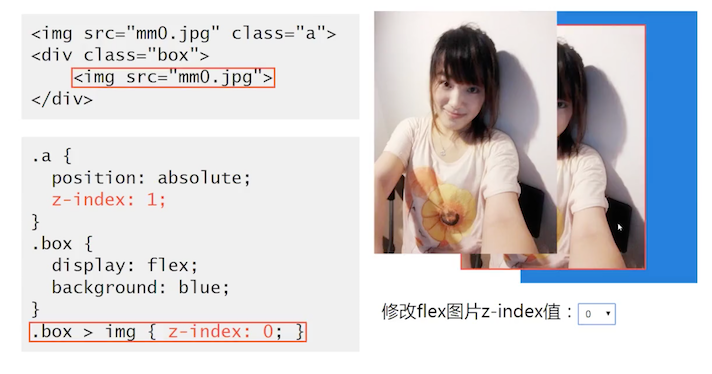 <img src="mm0.jpg" class="a">
<div class="box">
    <img src="mm0.jpg">
</div>
.a {
  position: absolute;
  z-index: 1;
}
.box {
  display: flex;
  background: blue;
}
.box > img { z-index: 0; }
修改flex图片z-index值：0